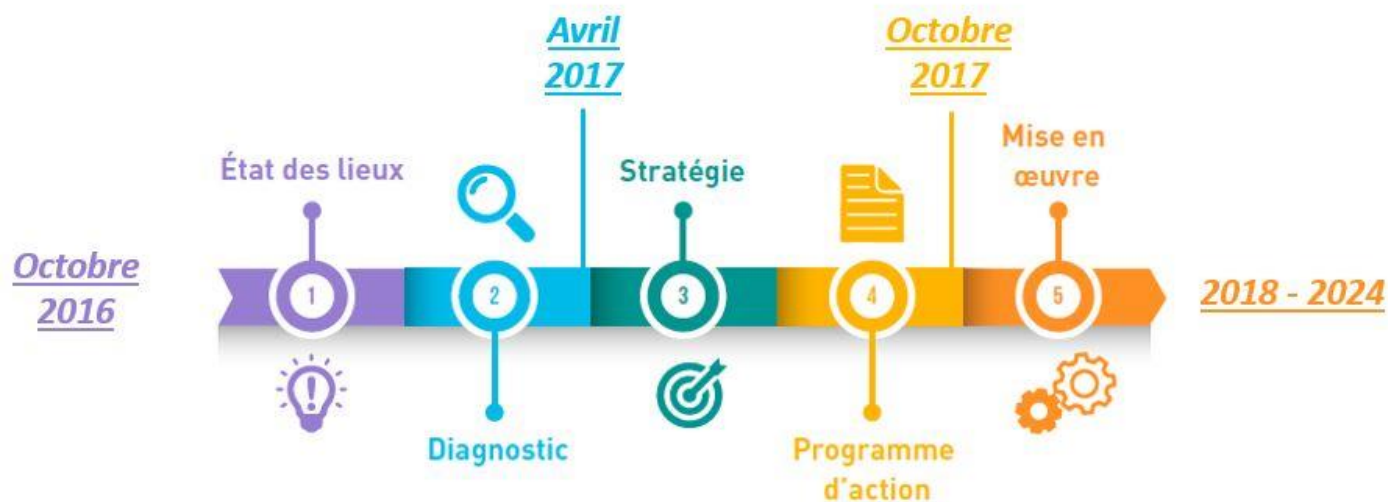 Avril
2017
Octobre
2017
État des lieux
Stratégie
Mise en
œuvre
Octobre
2016
1
2
3
4
5
2018 - 2024
Diagnostic
Programme
d'action